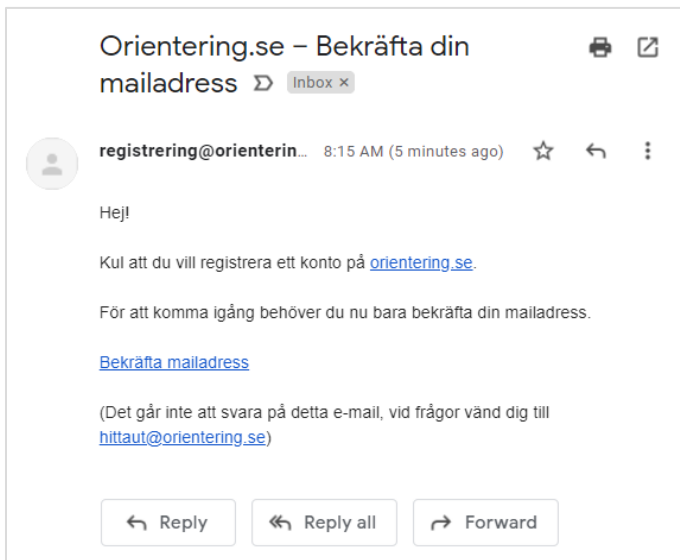 Orientering.se – Bekräfta din
mailadress Inbox ×
registrering@orienterin... 8:15 AM (5 minutes ago)
Hej!
Kul att du vill registrera ett konto på orientering.se.
För att komma igång behöver du nu bara bekräfta din mailadress.
Bekräfta mailadress
(Det går inte att svara på detta e-mail, vid frågor vänd dig till
hittaut@orientering.se)
Reply Reply all Forward